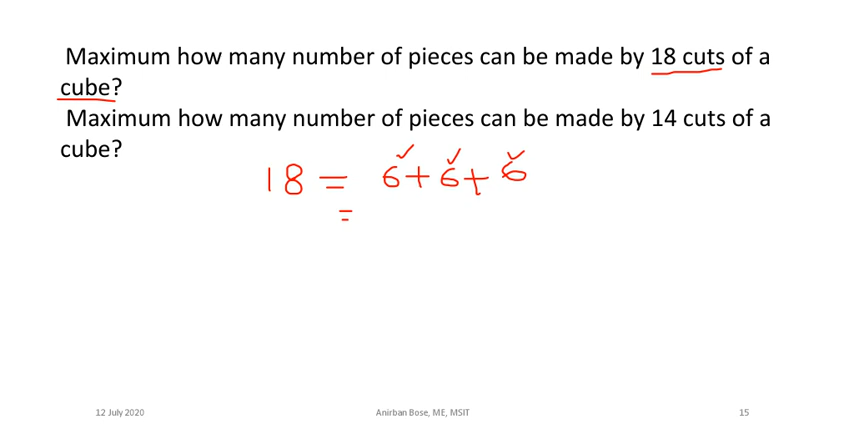 Maximum how many number of pieces can be made by 18 cuts of a
cube?
Maximum how many number of pieces can be made by 14 cuts of a
cube?
18 = 6+6+6
=
12 July 2020
Anirban Bose, ME, MSIT
15